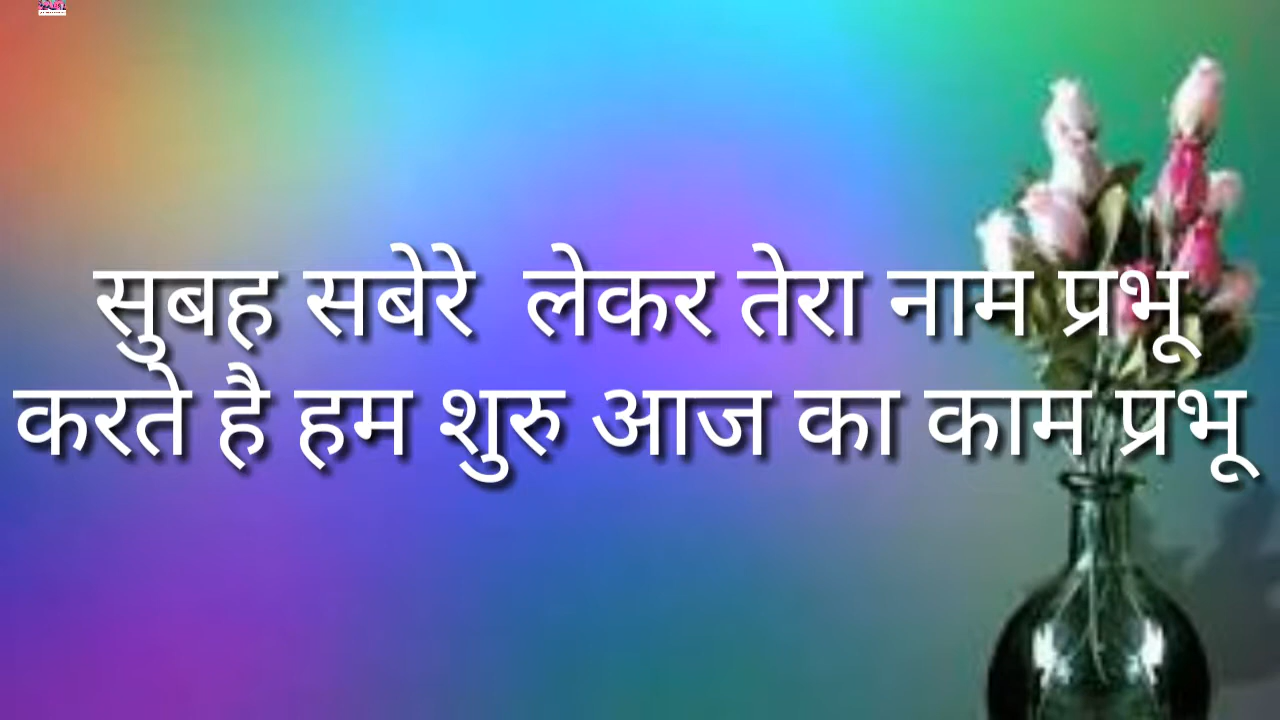 सुबह सबेरे  लेकर तेरा नाम प्रभू
करते है हम शुरु आज का काम प्रभू